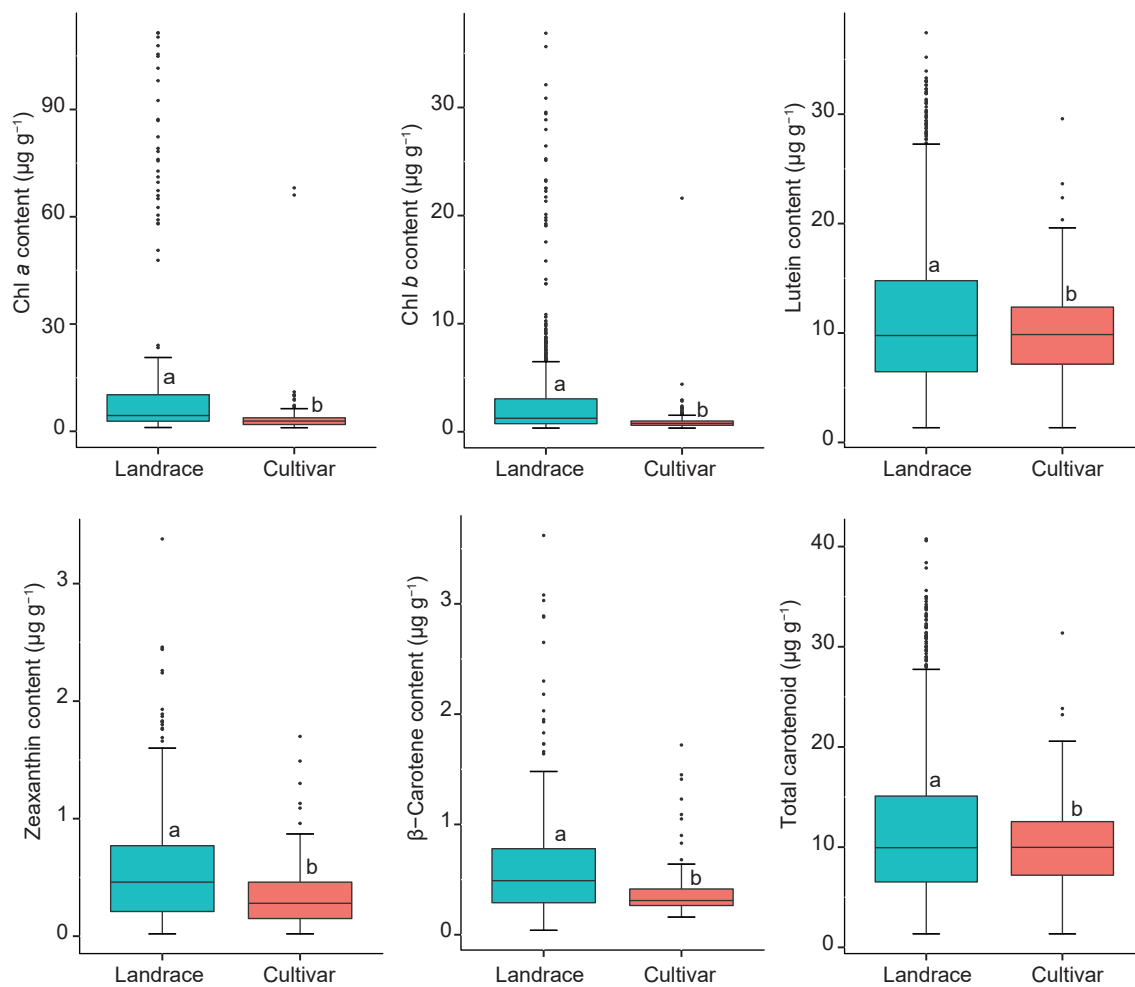 Chl a content (µg g⁻¹)
90
60
30
0
a
b
Landrace
Cultivar
Chl b content (µg g⁻¹)
30
20
10
0
a
b
Landrace
Cultivar
Lutein content (µg g⁻¹)
30
20
10
0
a
b
Landrace
Cultivar
Zeaxanthin content (µg g⁻¹)
3
2
1
0
a
b
Landrace
Cultivar
β−Carotene content (µg g⁻¹)
3
2
1
0
a
b
Landrace
Cultivar
Total carotenoid (µg g⁻¹)
40
30
20
10
0
a
b
Landrace
Cultivar